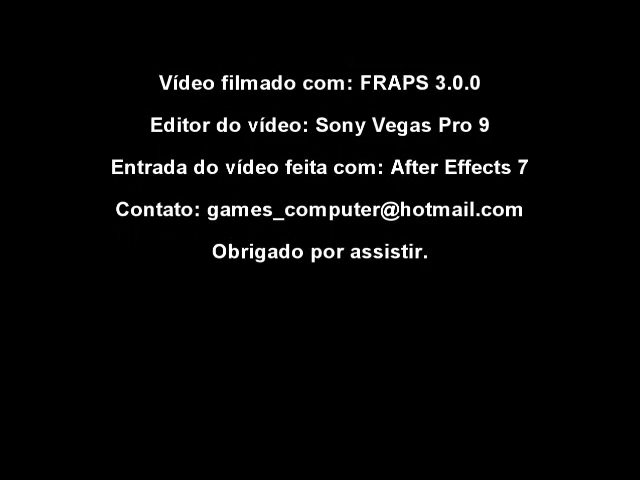 Vídeo filmado com: FRAPS 3.0.0
Editor do vídeo: Sony Vegas Pro 9
Entrada do vídeo feita com: After Effects 7
Contato: games_computer@hotmail.com
Obrigado por assistir.